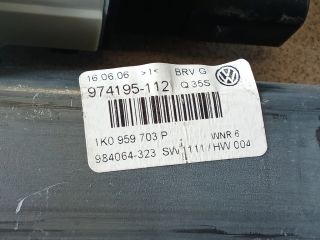 16.06.06 >1< BRV G
974195-112 Q 35S
1K0 959 703 P WNR 6
984064-323 SW 1111 / HW 004